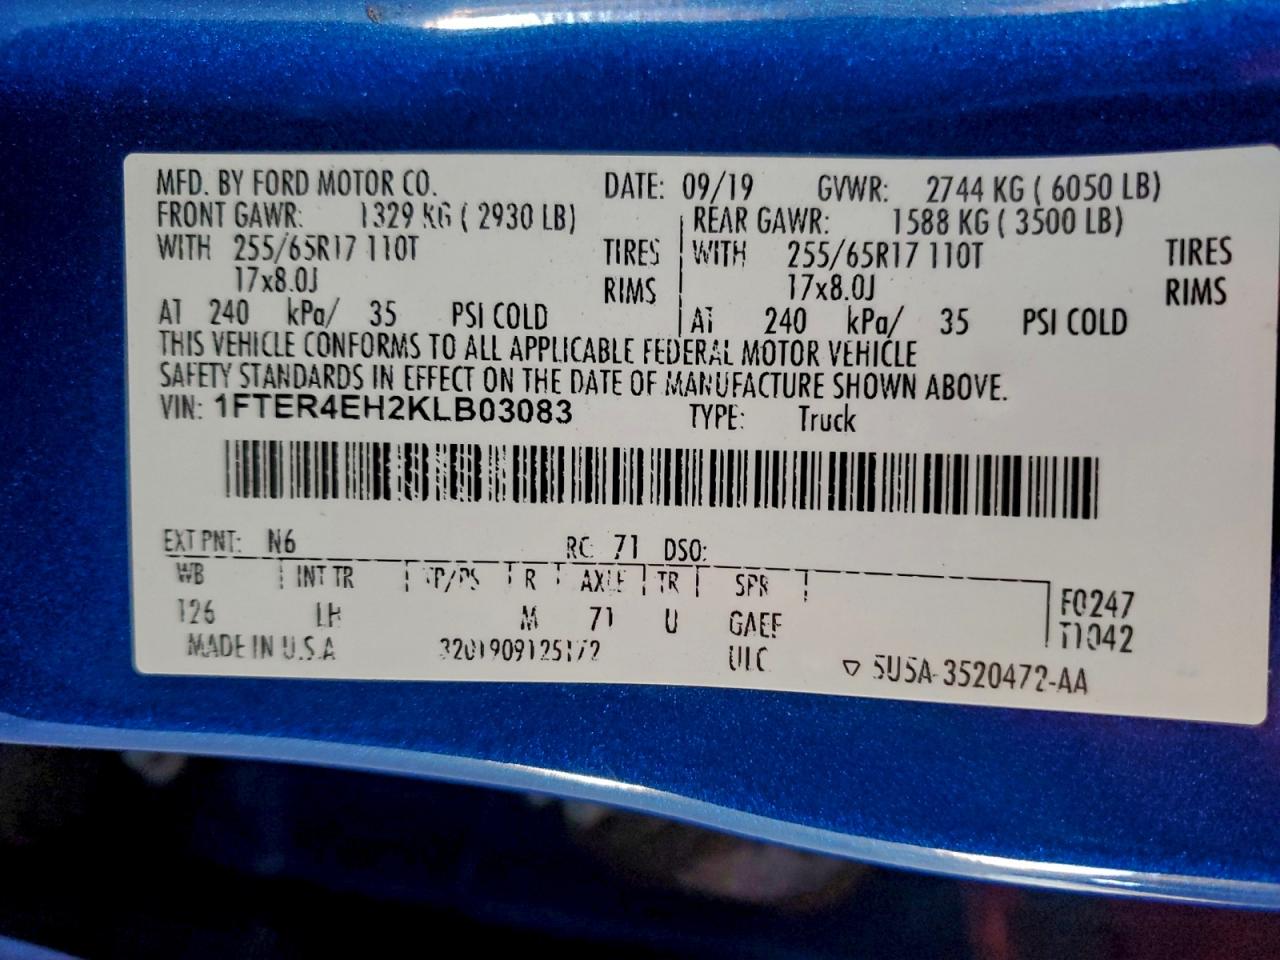 MFD. BY FORD MOTOR CO. DATE: 09/19 GVWR: 2744 KG ( 6050 LB)
FRONT GAWR: 1329 KG ( 2930 LB) REAR GAWR: 1588 KG ( 3500 LB)
WITH 255/65R17 110T TIRES WITH 255/65R17 110T TIRES
17x8.0J RIMS 17x8.0J RIMS
AT 240 kPa/ 35 PSI COLD AT 240 kPa/ 35 PSI COLD
THIS VEHICLE CONFORMS TO ALL APPLICABLE FEDERAL MOTOR VEHICLE
SAFETY STANDARDS IN EFFECT ON THE DATE OF MANUFACTURE SHOWN ABOVE.
VIN: 1FTER4EH2KLB03083 TYPE: Truck
EXT PNT: N6 RC: 71 DSO:
WB INT TR TP/PS R AXLE TR SPR
126 LH M 71 U GAEF F0247
T1042
MADE IN U.S.A 3201909125172 ULC 5U5A-3520472-AA